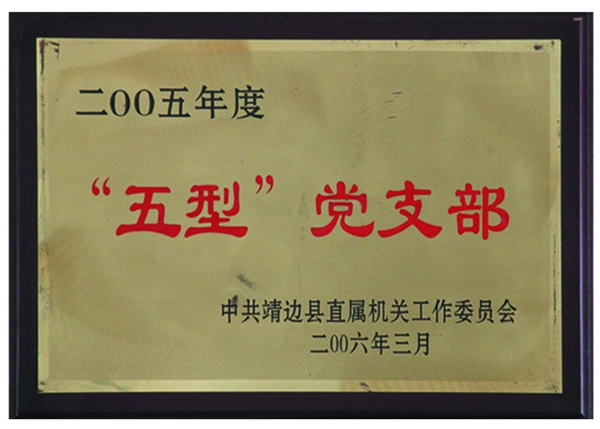 二00五年度
“五型”党支部
中共靖边县直属机关工作委员会
二00六年三月